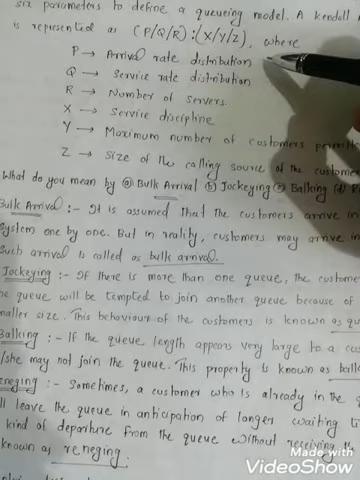 six parameters to define a queueing model. A Kendall
is represented as (P/Q/R):(X/Y/Z), where
P → Arrival rate distribution
Q → Service rate distribution
R → Number of servers.
X → Service discipline
Y → Maximum number of customers
Z → Size of the calling source of the customer
What do you mean by ⓐ Bulk Arrival ⓑ Jockeying ⓒ Balking ⓓ
Bulk Arrival :- It is assumed that the customers arrive in
System one by one. But in reality, customers may arrive in
Such arrival is called as bulk arrival.
Jockeying :- If there is more than one queue, the
queue will be tempted to join another queue because of
size. This behaviour of the customers is known as
Balking :- If the queue length appears very large to a
/she may not join the queue. This property is known as
:- Sometimes, a customer who is already in the
leave the queue in anticipation of longer waiting
kind of departure from the queue without receiving the
known as reneging.
Made with
VideoShow